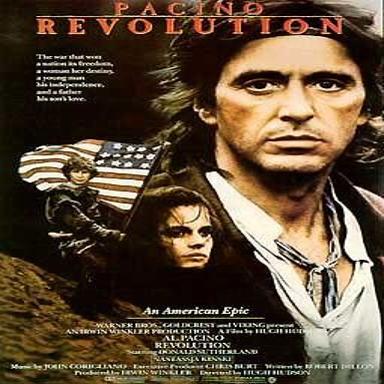 PACINO
REVOLUTION
The war that won
a nation its freedom,
a woman her destiny,
a young man
his independence,
and a father
his son's love.
An American Epic
WARNER BROS., GOLDCREST and VIKING present
AN IRWIN WINKLER PRODUCTION A Film by HUGH HUDSON
AL PACINO
REVOLUTION
Starring DONALD SUTHERLAND
NASTASSJA KINSKI
Music by JOHN CORIGLIANO Executive Producer CHRIS BURT Written by ROBERT DILLON
Produced by IRWIN WINKLER Directed by HUGH HUDSON